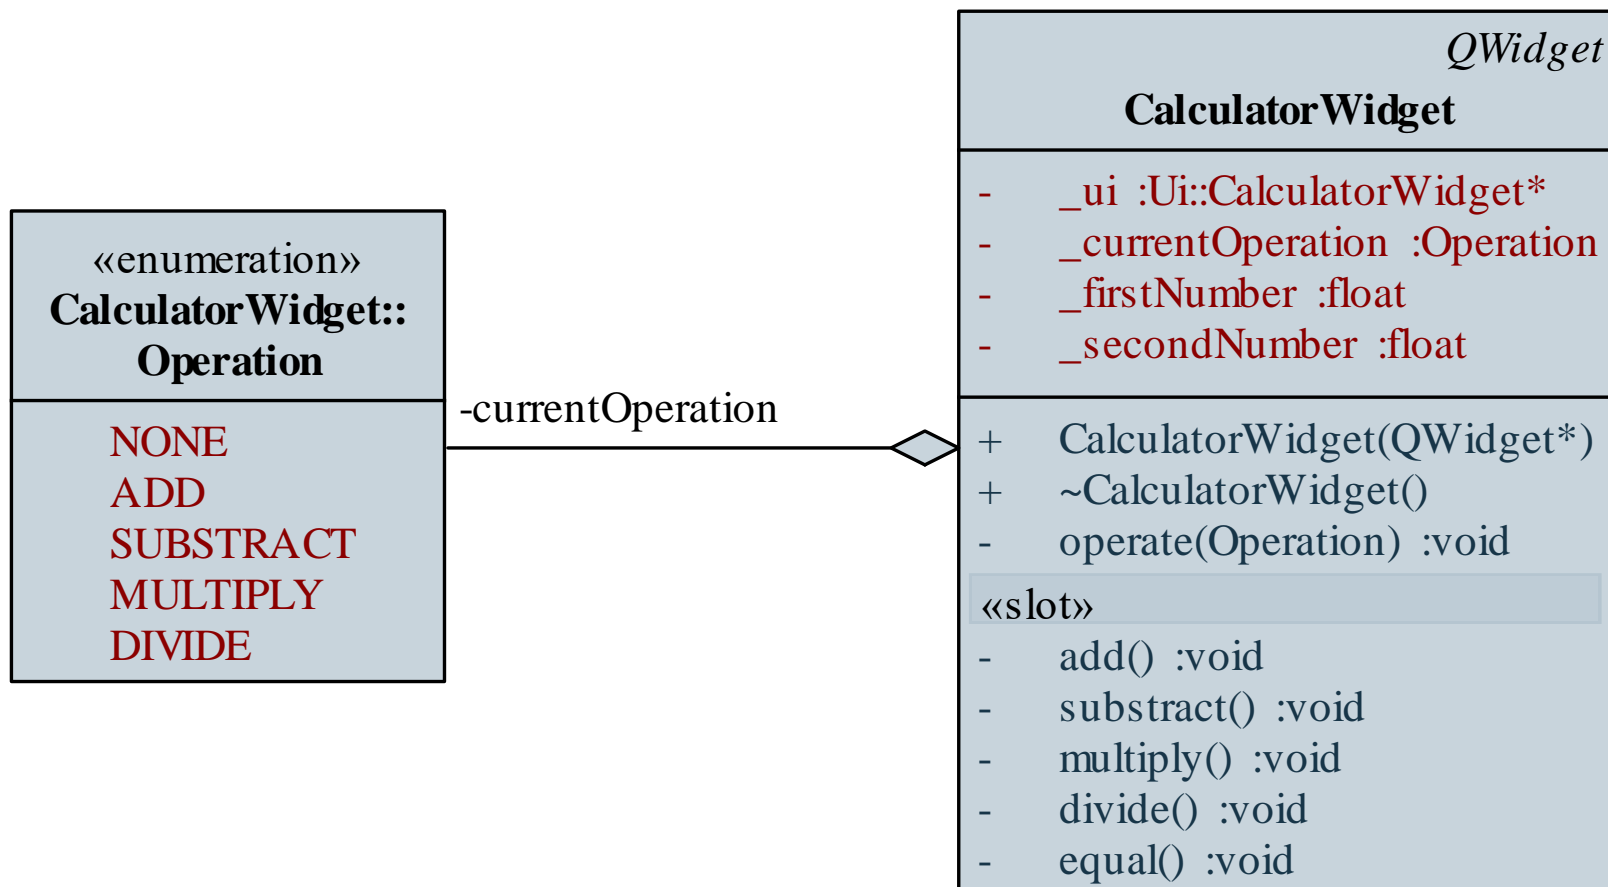 «enumeration»
CalculatorWidget::
Operation
NONE
ADD
SUBSTRACT
MULTIPLY
DIVIDE
-currentOperation
QWidget
CalculatorWidget
- _ui :Ui::CalculatorWidget*
- _currentOperation :Operation
- _firstNumber :float
- _secondNumber :float
+ CalculatorWidget(QWidget*)
+ ~CalculatorWidget()
- operate(Operation) :void
«slot»
- add() :void
- substract() :void
- multiply() :void
- divide() :void
- equal() :void